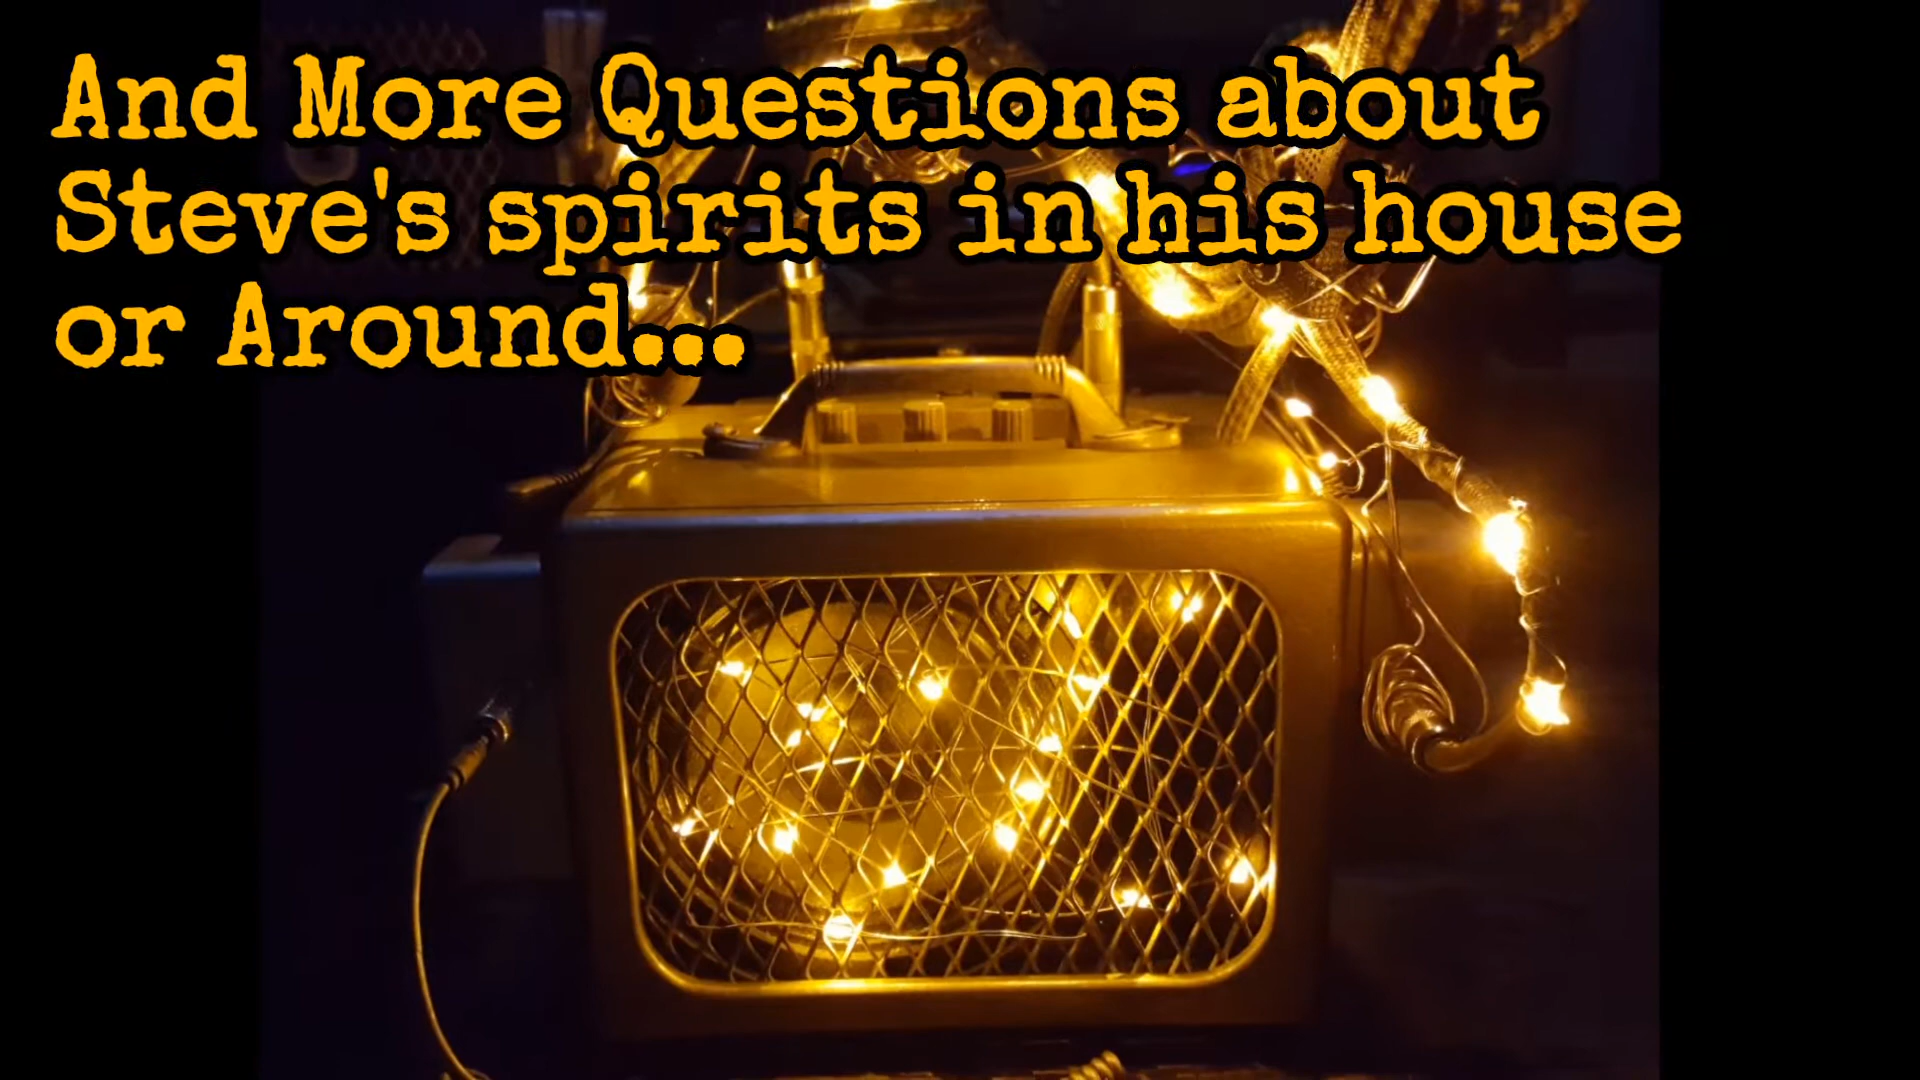 And More Questions about
Steve's spirits in his house
or Around...